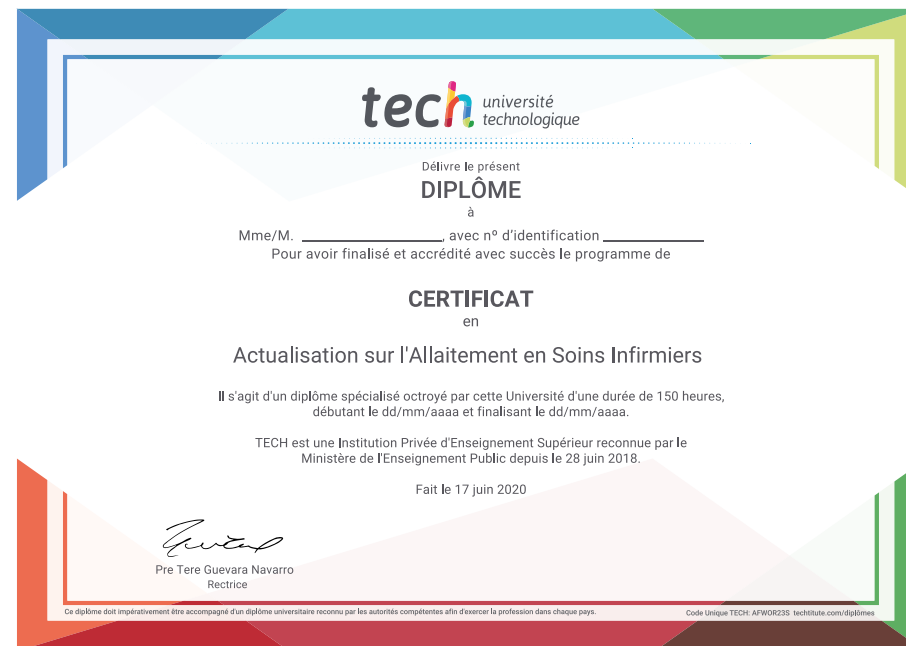 tech université
technologique
Délivre le présent
DIPLÔME
à
Mme/M. ____________________, avec nº d'identification ______________
Pour avoir finalisé et accrédité avec succès le programme de
CERTIFICAT
en
Actualisation sur l'Allaitement en Soins Infirmiers
Il s'agit d'un diplôme spécialisé octroyé par cette Université d'une durée de 150 heures,
débutant le dd/mm/aaaa et finalisant le dd/mm/aaaa.
TECH est une Institution Privée d'Enseignement Supérieur reconnue par le
Ministère de l'Enseignement Public depuis le 28 juin 2018.
Fait le 17 juin 2020
Pre Tere Guevara Navarro
Rectrice
Ce diplôme doit impérativement être accompagné d'un diplôme universitaire reconnu par les autorités compétentes afin d'exercer la profession dans chaque pays.
Code Unique TECH: AFWOR23S techtitute.com/diplômes